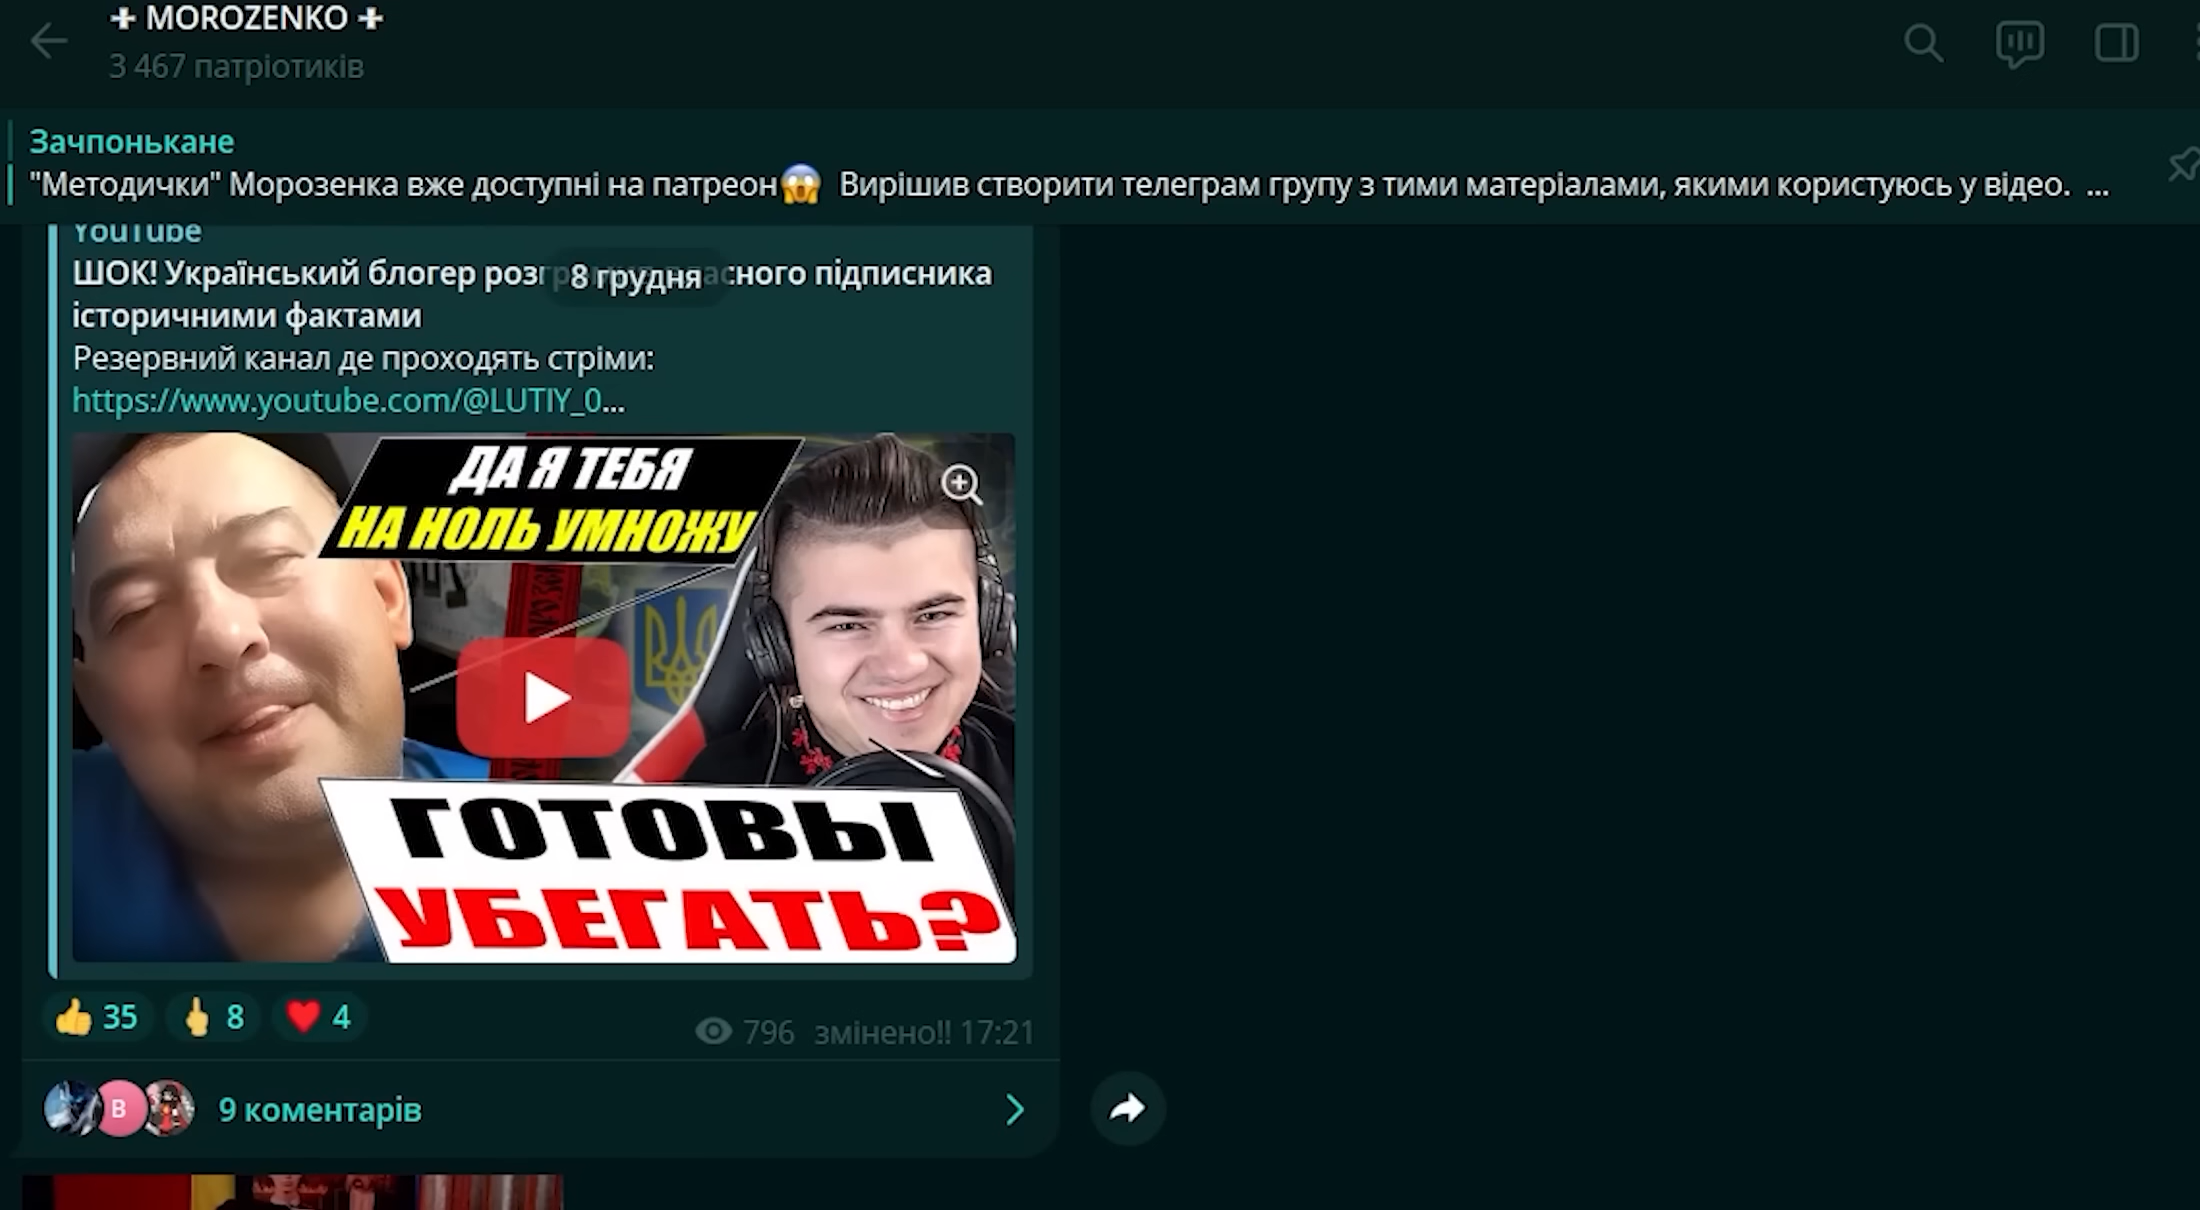 MOROZENKO
3 467 патріотиків
Зачпонькане
"Методички" Морозенка вже доступні на патреон😱 Вирішив створити телеграм групу з тими матеріалами, якими користуюсь у відео. ...
YouTube
ШОК! Український блогер підписника
8 грудня
історичними фактами
Резервний канал де проходять стріми:
https://www.youtube.com/@LUTIY_0...
ДА Я ТЕБЯ
НА НОЛЬ УМНОЖУ
ГОТОВЫ
УБЕГАТЬ?
35 8 4
796 змінено!! 17:21
B
9 коментарів